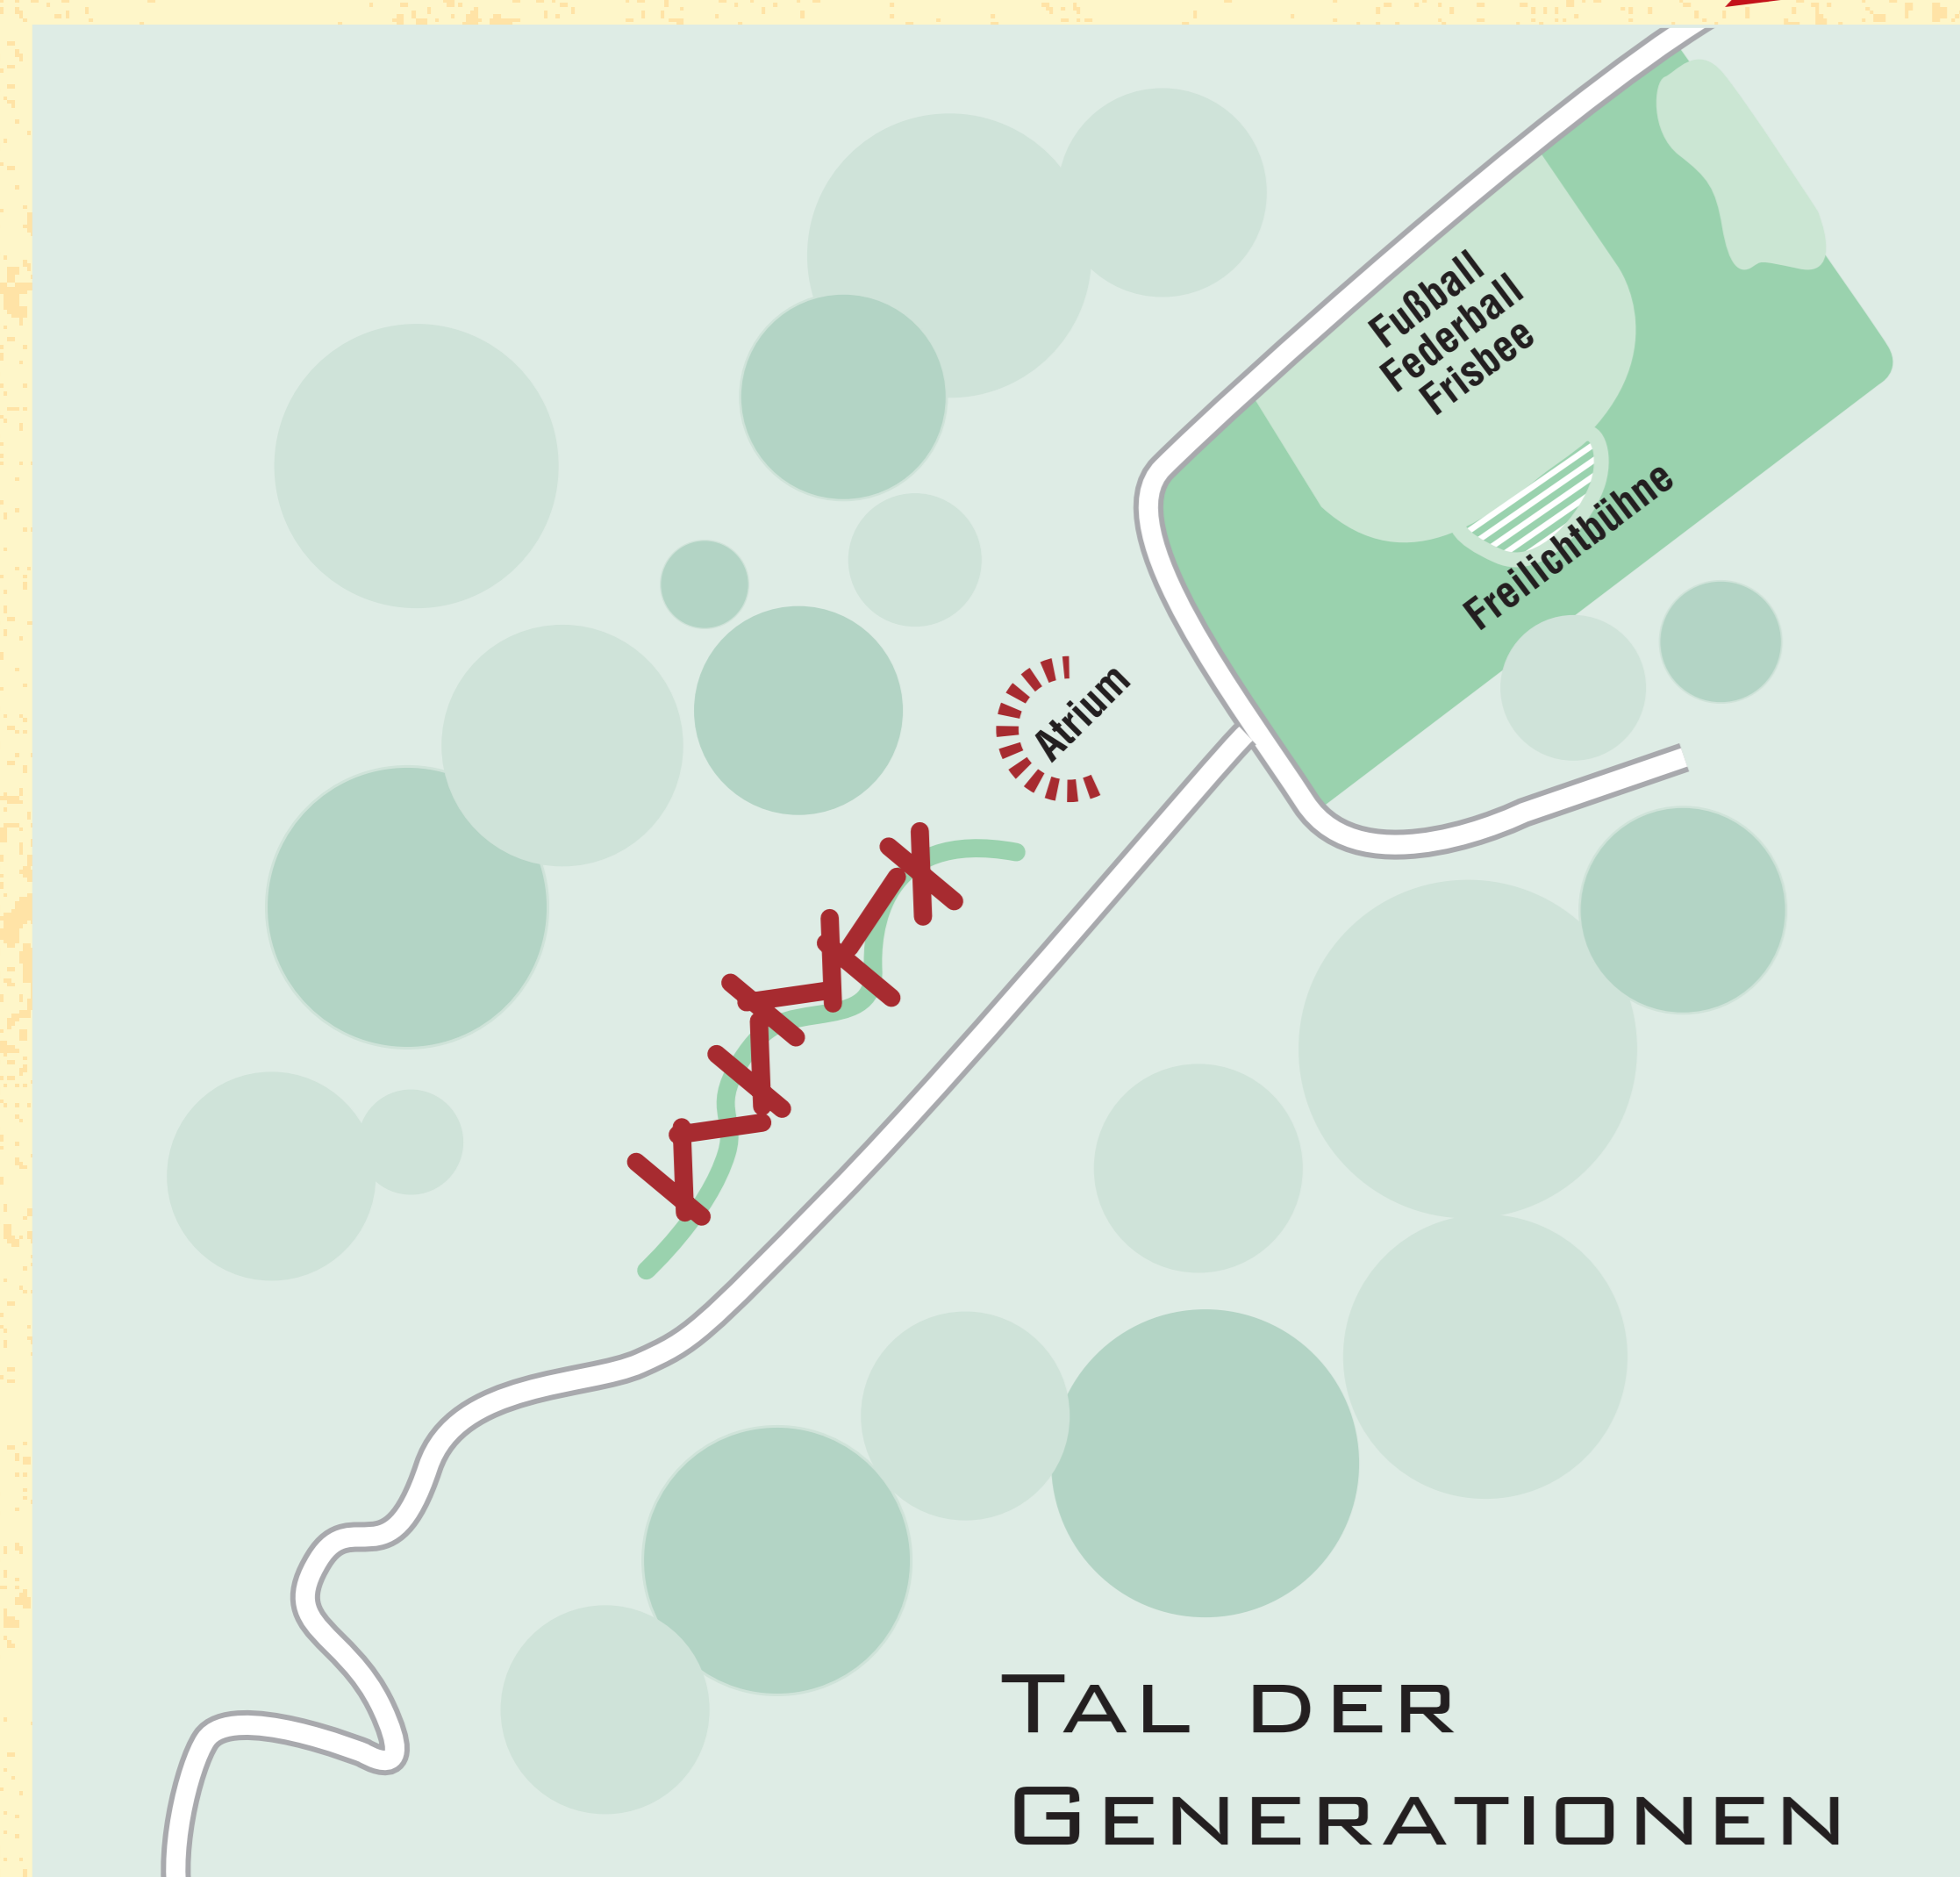 Fußball
Federball
Frisbee
Freilichtbühne
Atrium
Tal der
Generationen